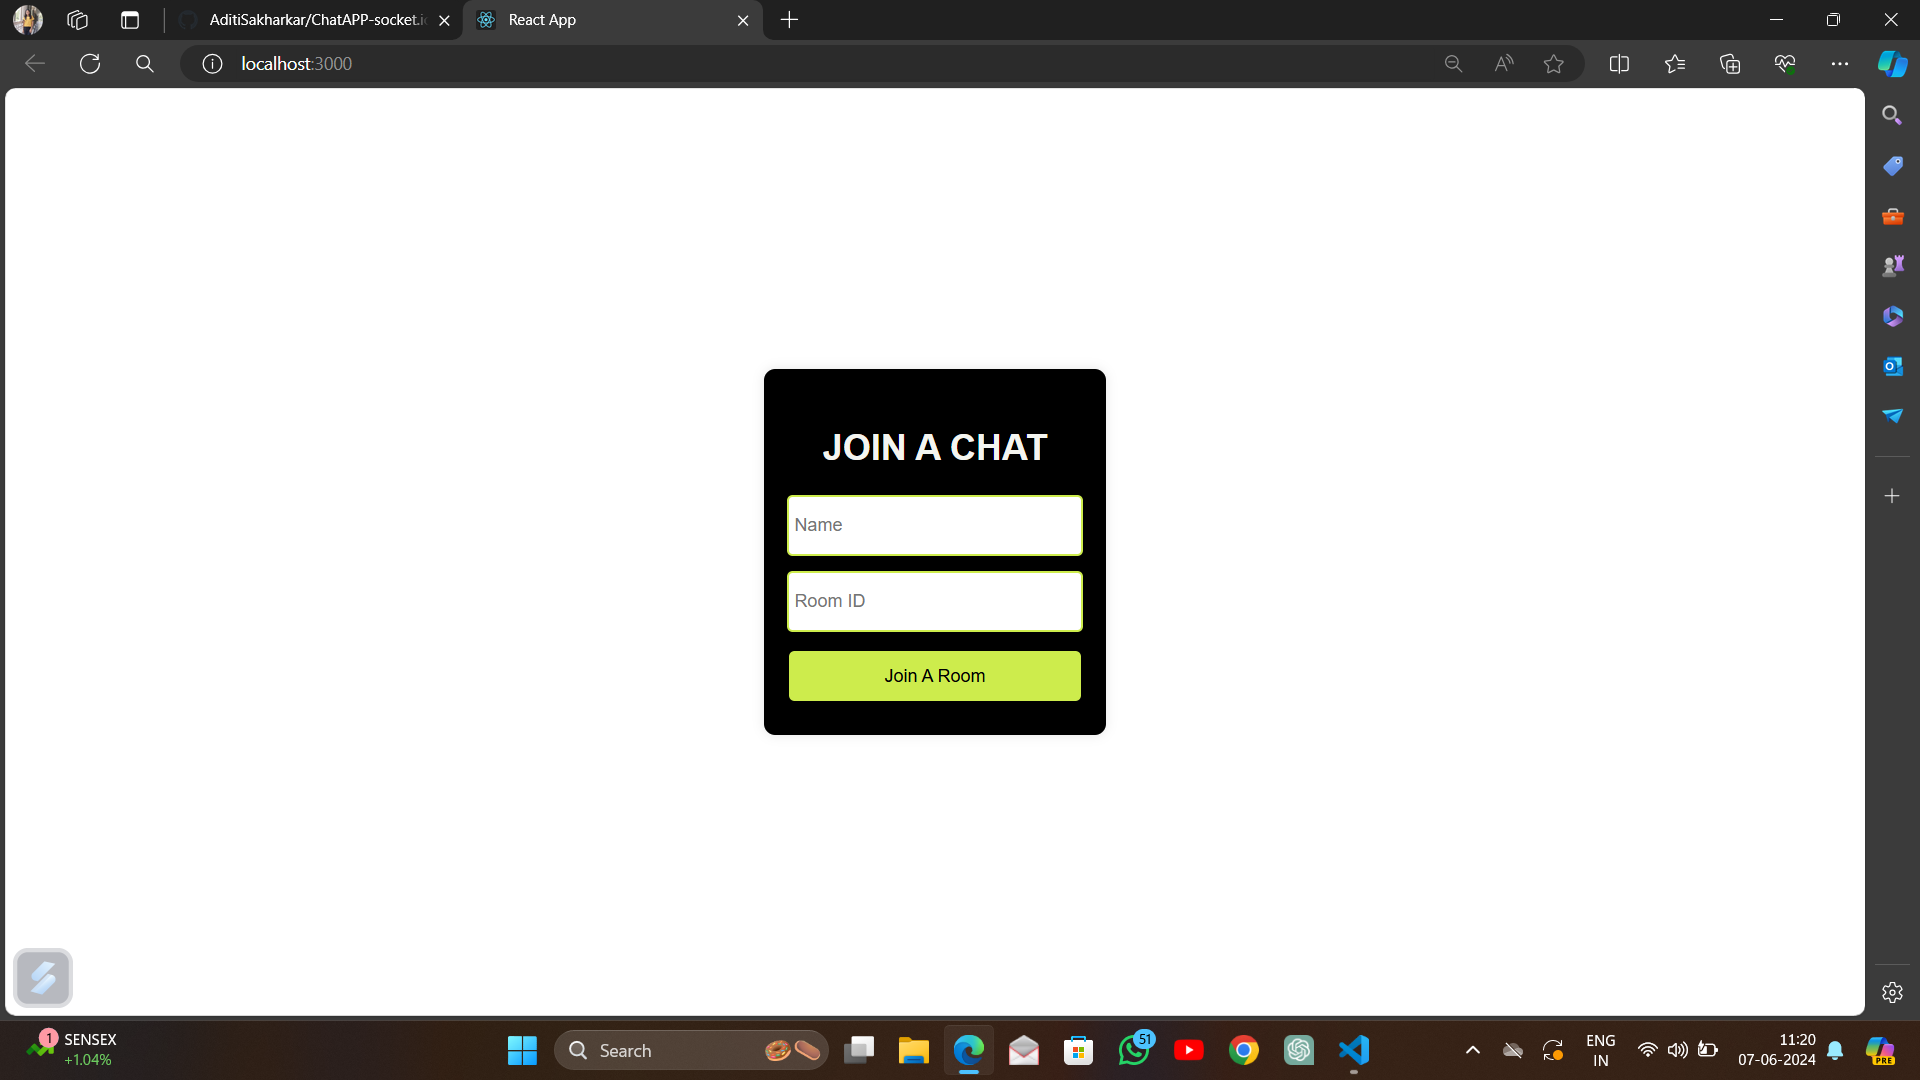 AditiSakharkar/ChatAPP-socket.i
React App
localhost:3000
JOIN A CHAT
Name
Room ID
Join A Room
1
SENSEX
+1.04%
Search
51
ENG
IN
11:20
07-06-2024
PRE